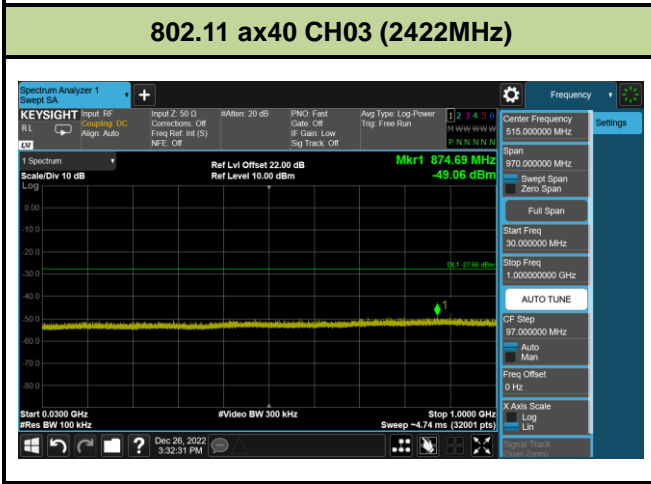 802.11 ax40 CH03 (2422MHz)
Spectrum Analyzer 1
Swept SA
Frequency
KEYSIGHT
RL
Input: RF
Coupling: DC
Align: Auto
Input Z: 50 Ω
Corrections: Off
Freq Ref: Int (S)
NFE: Off
#Atten: 20 dB
PNO: Fast
Gate: Off
IF Gain: Low
Sig Track: Off
Avg Type: Log-Power
Trig: Free Run
1 2 3 4 5 6
M W W W W W
P N N N N N
Center Frequency
515.000000 MHz
Settings
Span
970.000000 MHz
Swept Span
Zero Span
Full Span
Start Freq
30.000000 MHz
Stop Freq
1.000000000 GHz
AUTO TUNE
CF Step
97.000000 MHz
Auto
Man
Freq Offset
0 Hz
X Axis Scale
Log
Lin
Signal Track
(Span Zoom)
1 Spectrum
Scale/Div 10 dB
Log
Ref Lvl Offset 22.00 dB
Ref Level 10.00 dBm
Mkr1 874.69 MHz
-49.06 dBm
0.00
-10.0
-20.0
DL1 -27.66 dBm
-30.0
-40.0
1
-50.0
-60.0
-70.0
-80.0
Start 0.0300 GHz
#Res BW 100 kHz
#Video BW 300 kHz
Stop 1.0000 GHz
Sweep ~4.74 ms (32001 pts)
?
Dec 26, 2022
3:32:31 PM